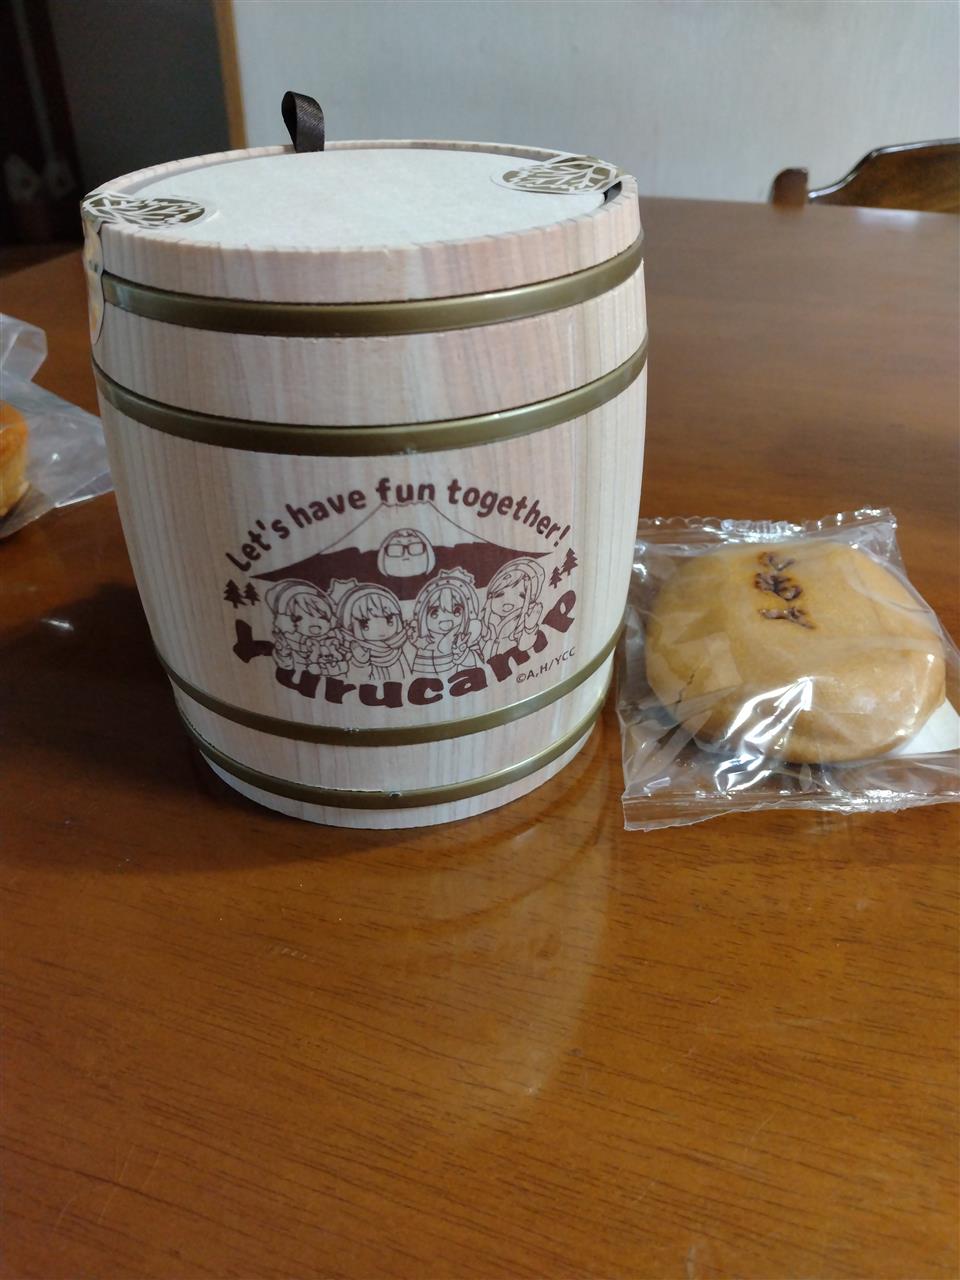 Let's have fun together!
Yurucamp
©A,H/YCC